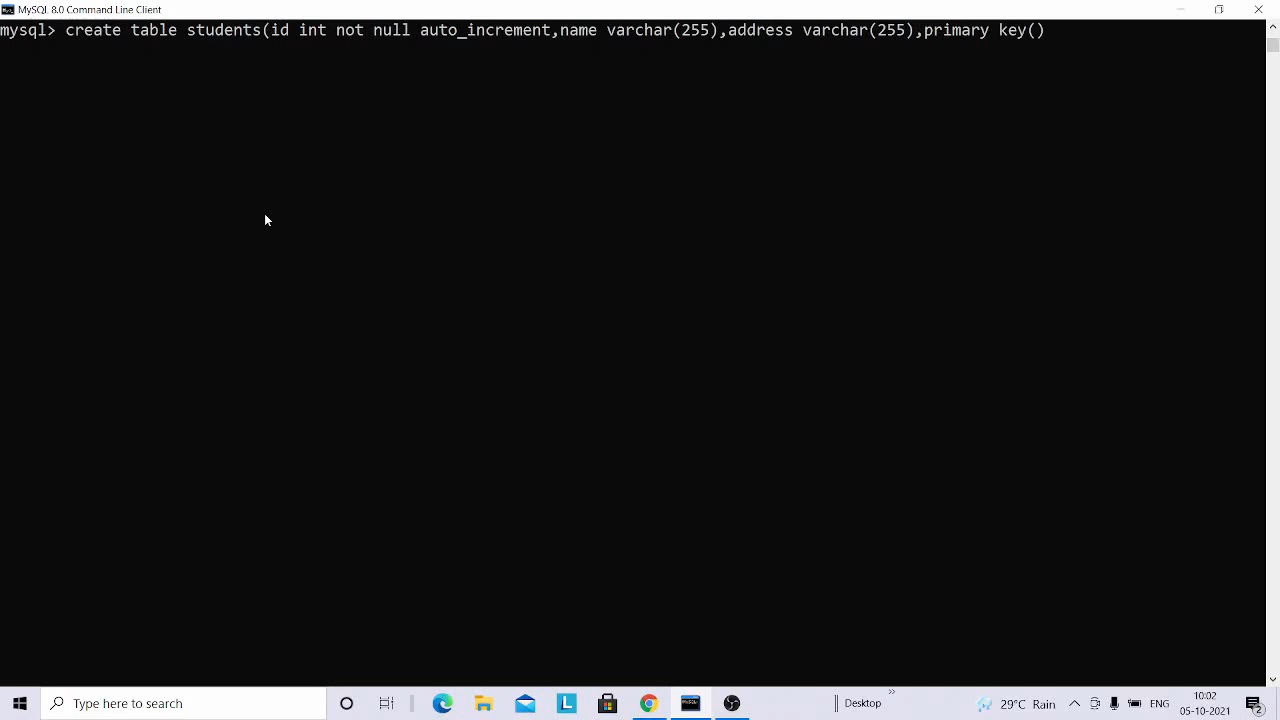 MySQL 8.0 Command Line Client
mysql> create table students(id int not null auto_increment,name varchar(255),address varchar(255),primary key()
Type here to search
L
Desktop
»
29°C Rain
ENG
10:02
05-10-2021
2